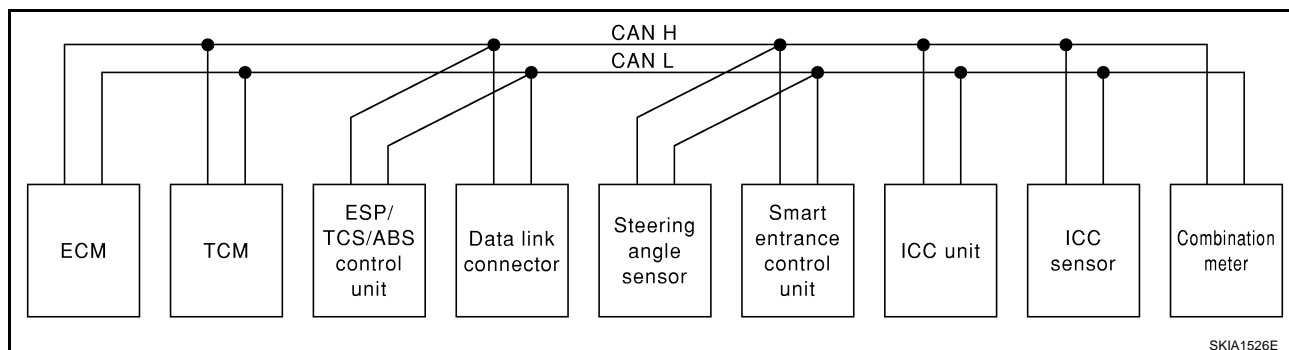 CAN H
CAN L
ECM
TCM
ESP/
TCS/ABS
control
unit
Data link
connector
Steering
angle
sensor
Smart
entrance
control
unit
ICC unit
ICC
sensor
Combination
meter
SKIA1526E